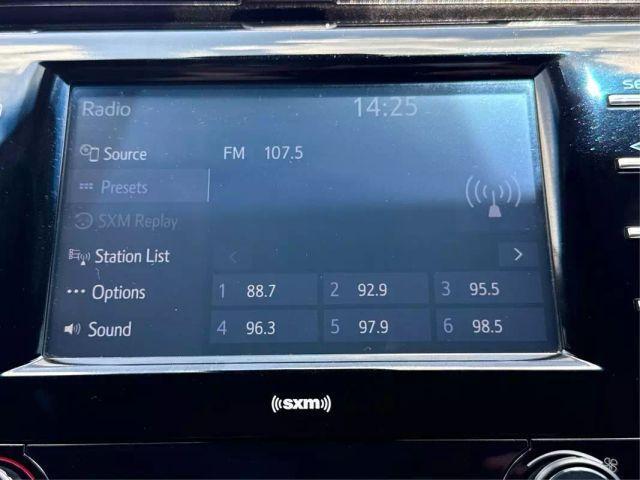 Radio 14:25
Source FM 107.5
Presets
SXM Replay
Station List
Options 1 88.7 2 92.9 3 95.5
Sound 4 96.3 5 97.9 6 98.5
((sxm))